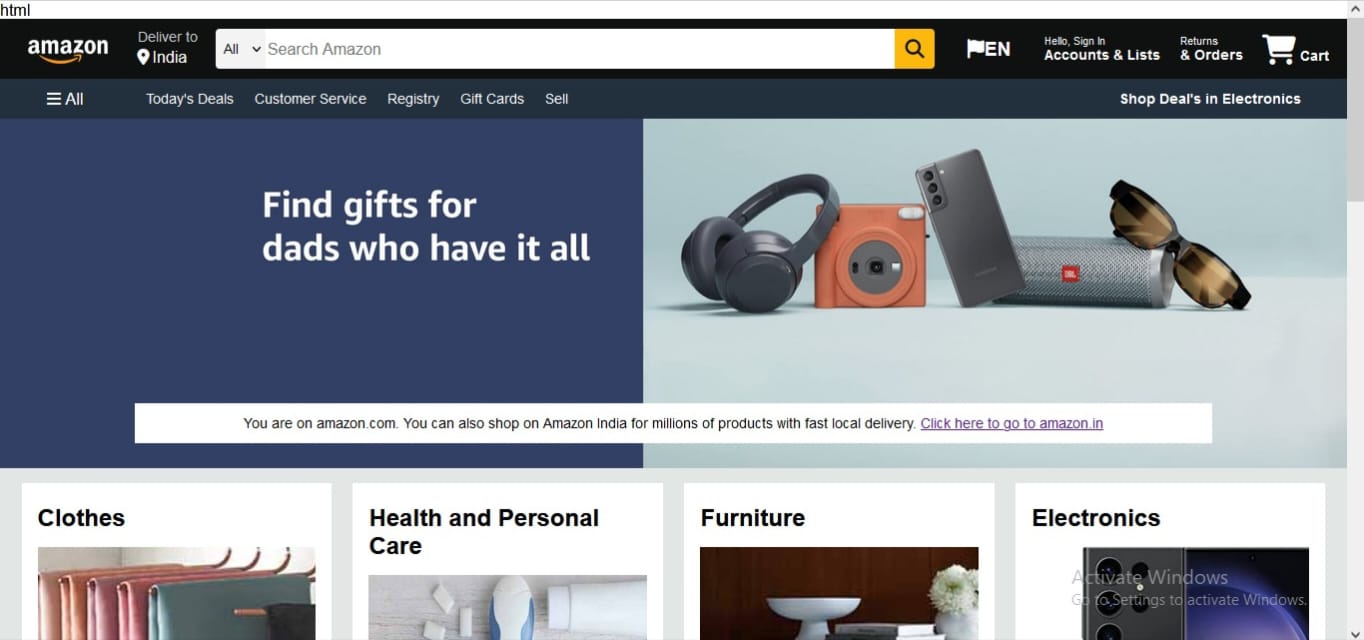 html
amazon
Deliver to
India
All
Search Amazon
EN
Hello, Sign In
Accounts & Lists
Returns
& Orders
Cart
All
Today's Deals
Customer Service
Registry
Gift Cards
Sell
Shop Deal's in Electronics
Find gifts for
dads who have it all
SAMSUNG
JBL
You are on amazon.com. You can also shop on Amazon India for millions of products with fast local delivery. Click here to go to amazon.in
Clothes
Health and Personal
Care
Furniture
Electronics
Activate Windows
Go to Settings to activate Windows.